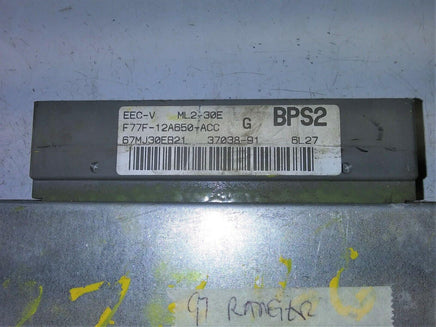 EEC-V ML2-30E
F77F-12A650-ACC G BPS2
67MJ30EB21 37038-91 6L27
97 RANGER